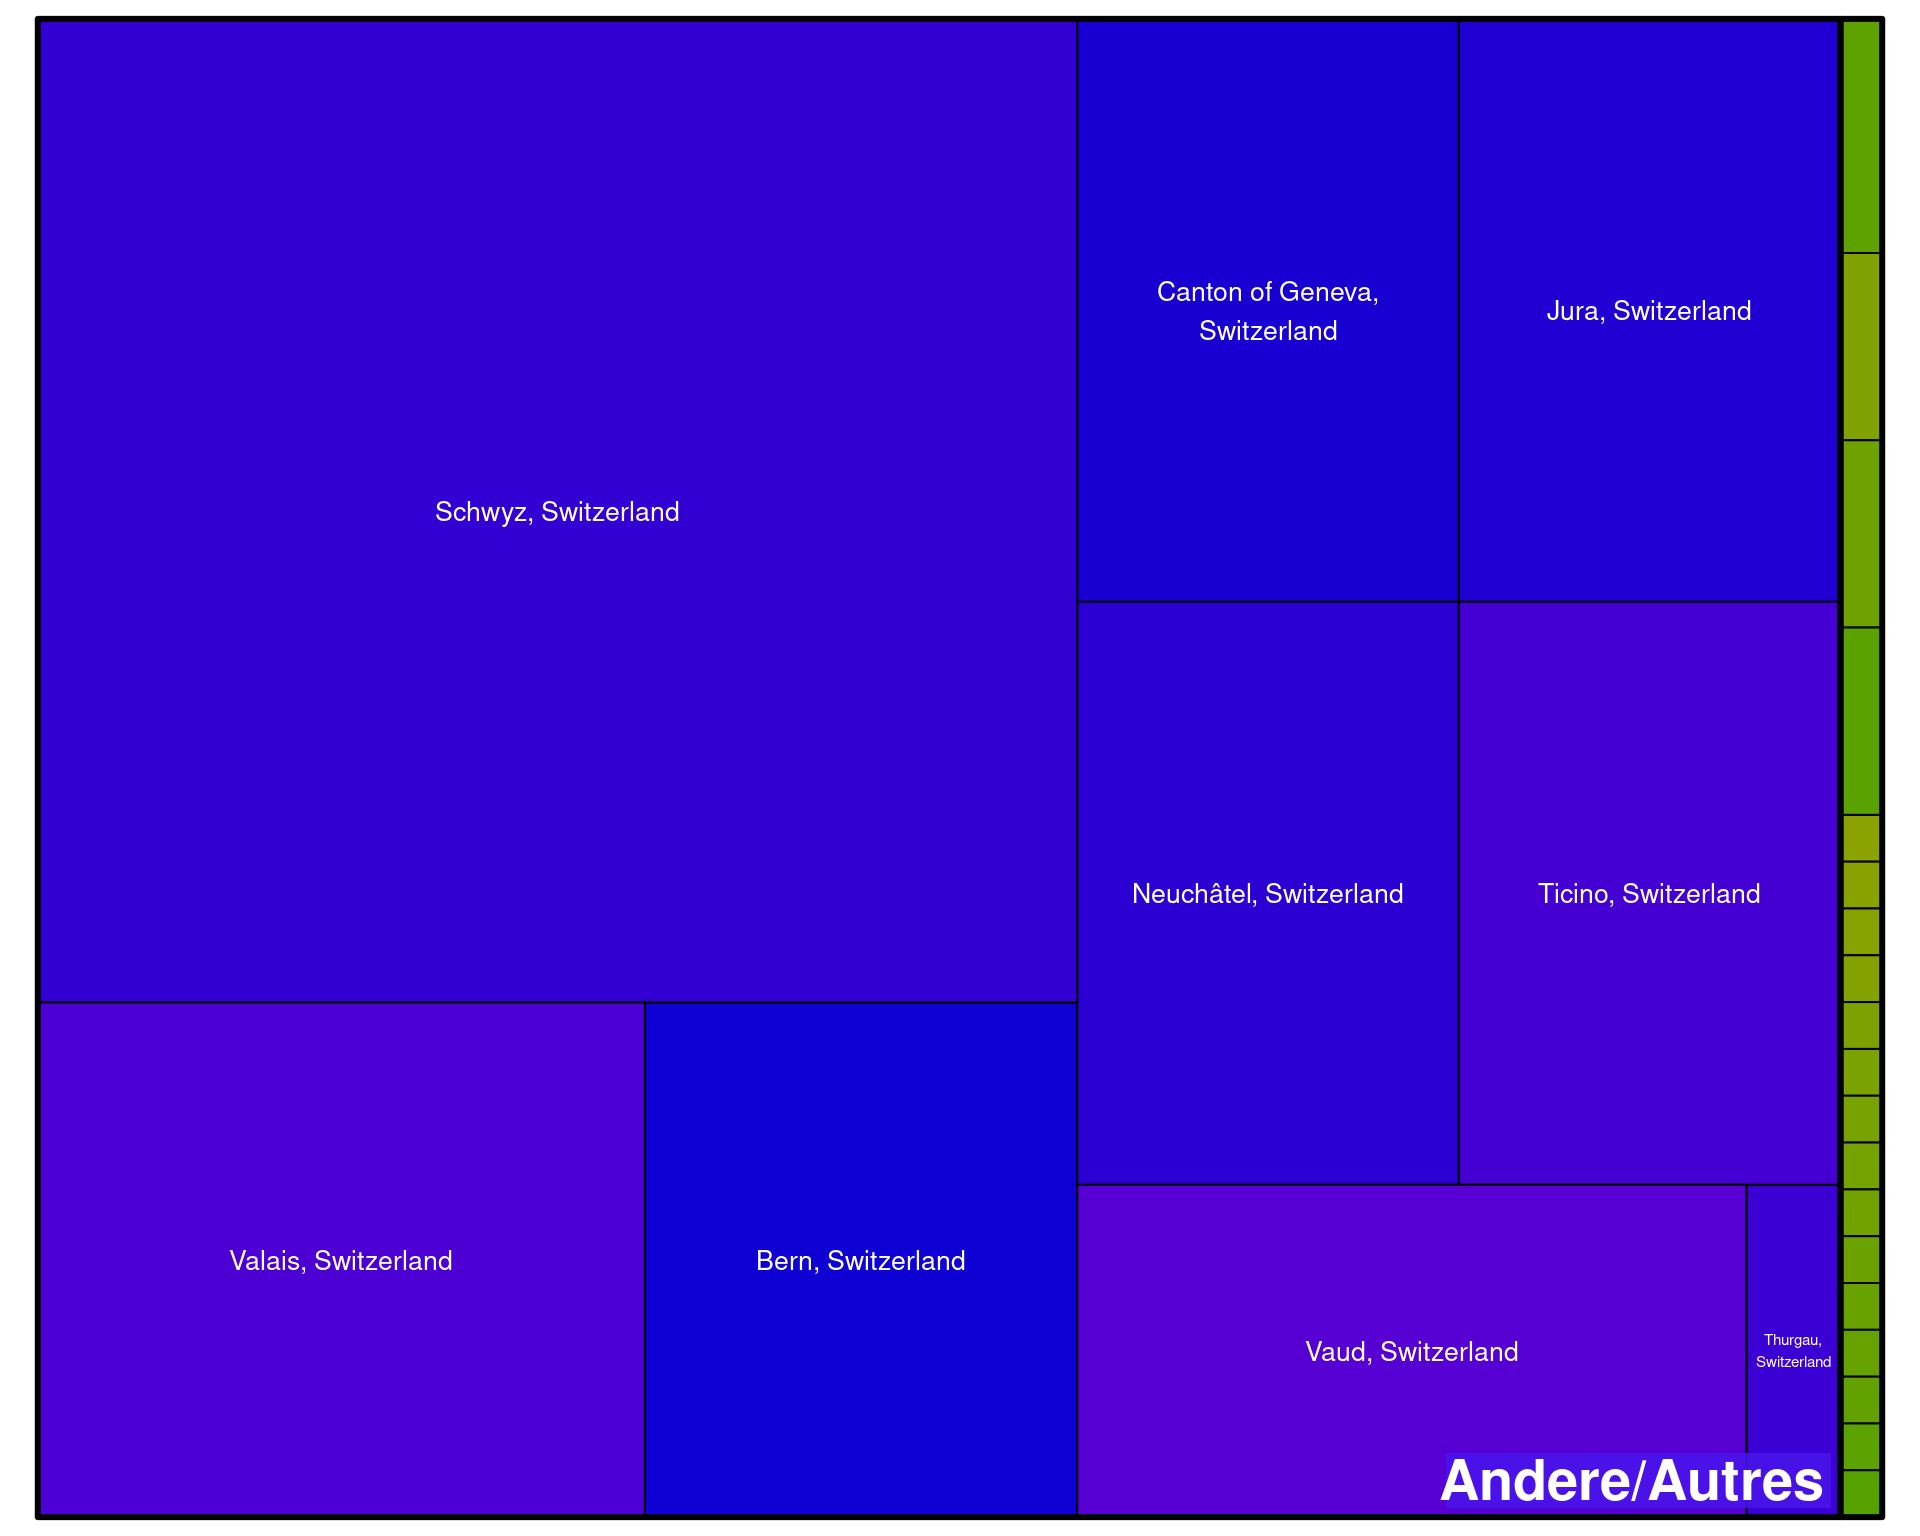 Canton of Geneva,
Switzerland
Jura, Switzerland
Schwyz, Switzerland
Neuchâtel, Switzerland
Ticino, Switzerland
Valais, Switzerland
Bern, Switzerland
Vaud, Switzerland
Thurgau,
Switzerland
Andere/Autres